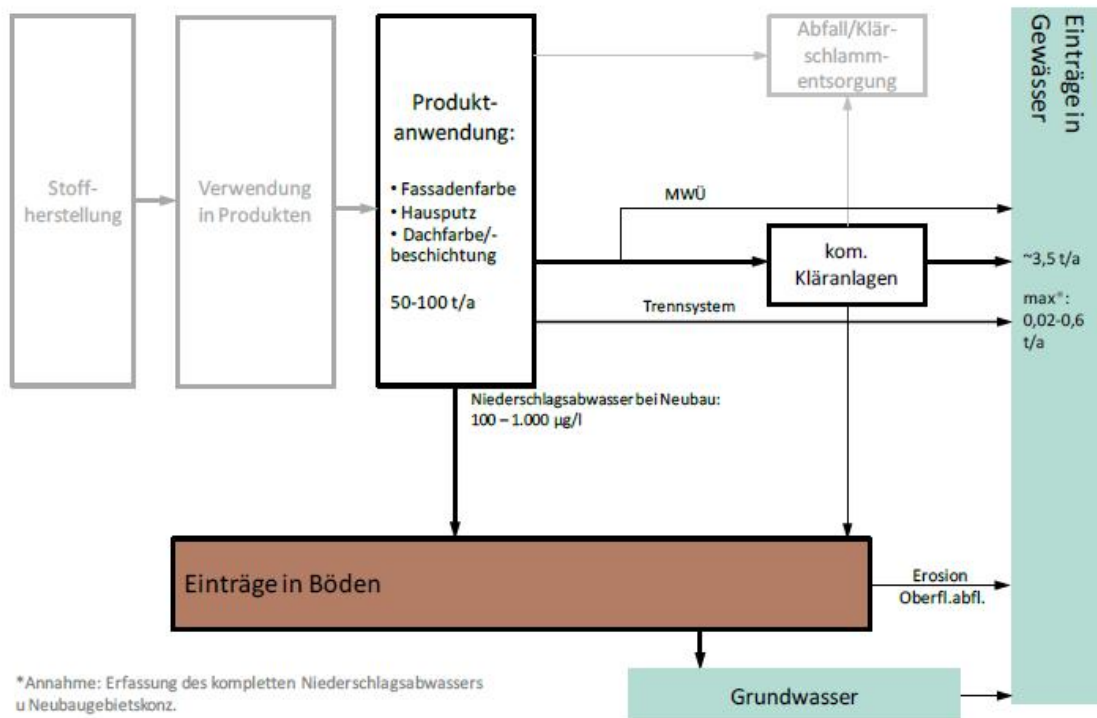 Stoff-
herstellung
Verwendung
in Produkten
Produkt-
anwendung:
• Fassadenfarbe
• Hausputz
• Dachfarbe/-
beschichtung
50-100 t/a
Abfall/Klär-
schlamm-
entsorgung
MWÜ
kom.
Kläranlagen
Trennsystem
Einträge in
Gewässer
~3,5 t/a
max*:
0,02-0,6
t/a
Niederschlagsabwasser bei Neubau:
100 – 1.000 µg/l
Einträge in Böden
Erosion
Oberfl.abfl.
Grundwasser
*Annahme: Erfassung des kompletten Niederschlagsabwassers
u Neubaugebietskonz.